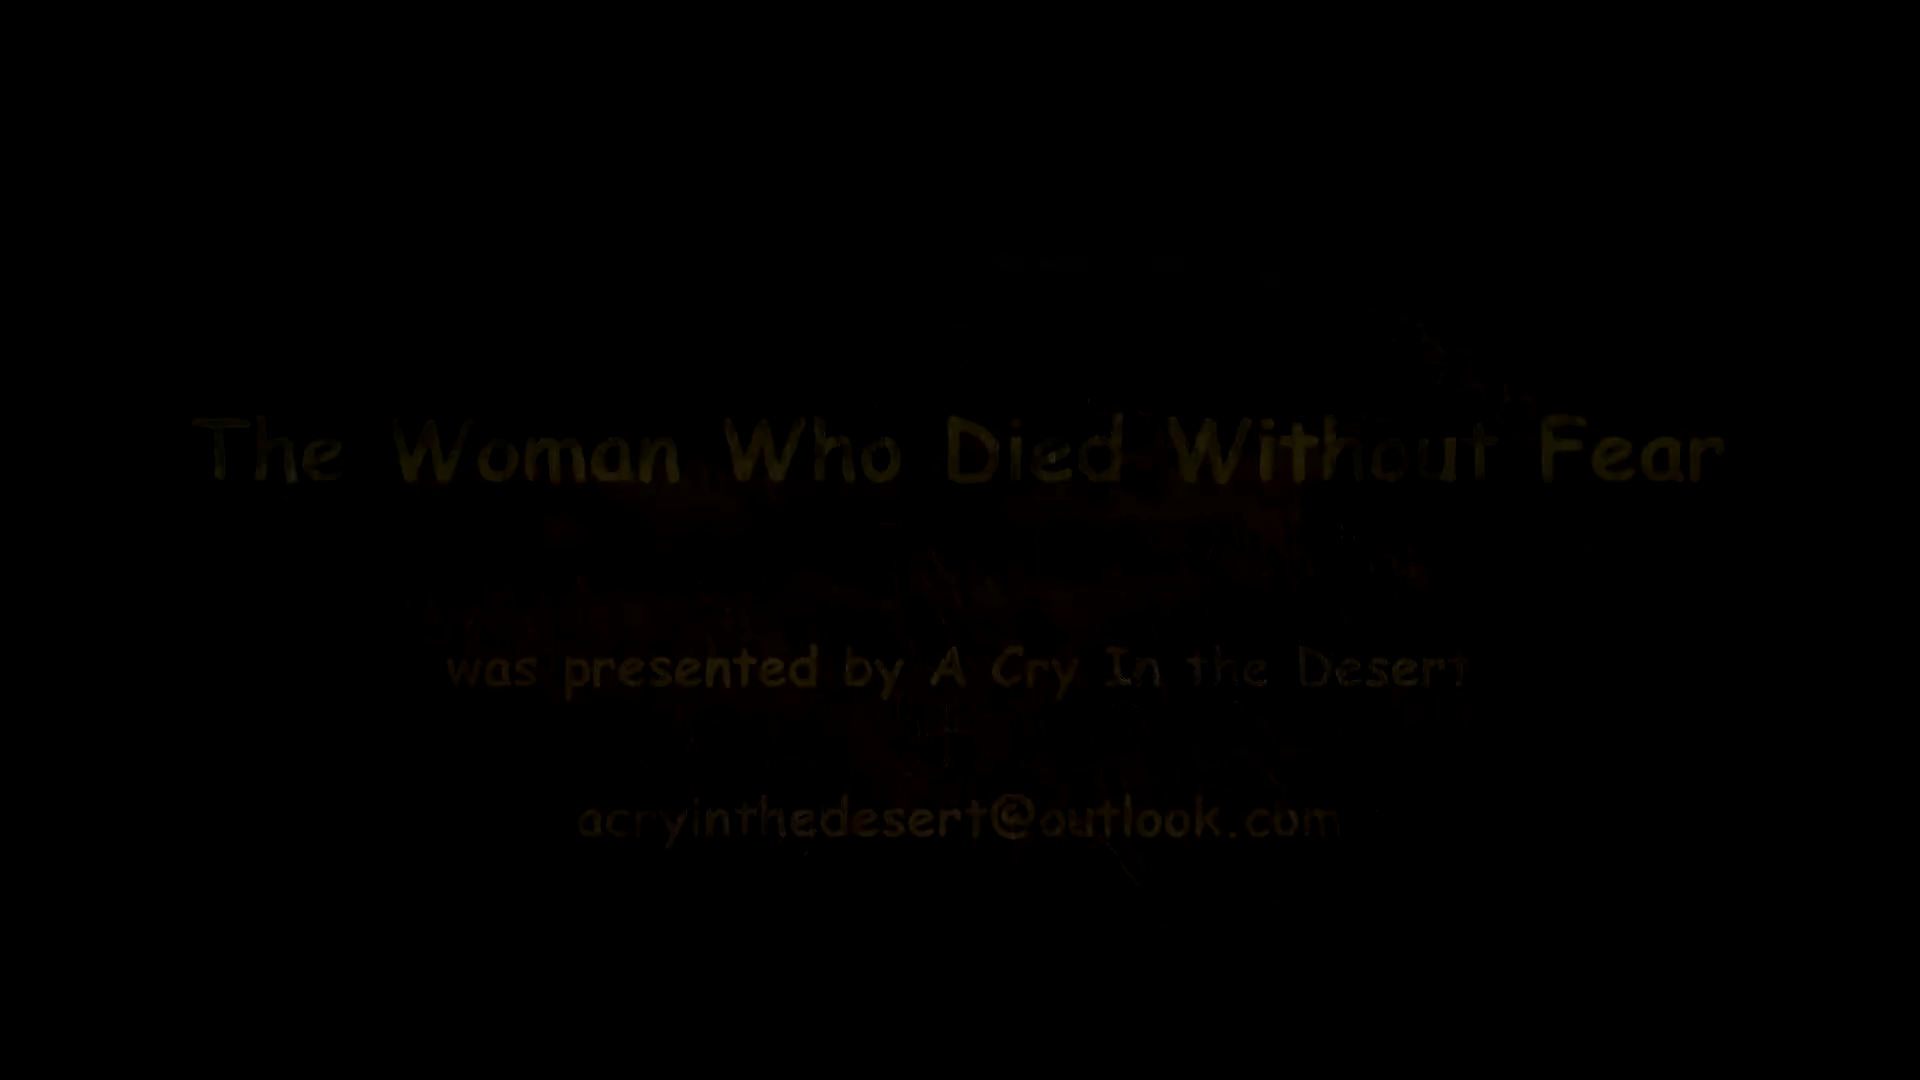 The Woman Who Died Without Fear
was presented by A Cry In the Desert
acryinthedesert@outlook.com